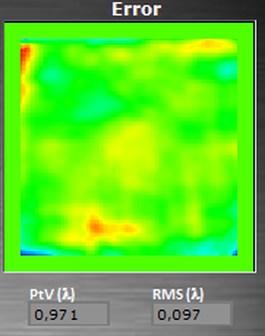 Error
PtV (λ)
RMS (λ)
0,971
0,097